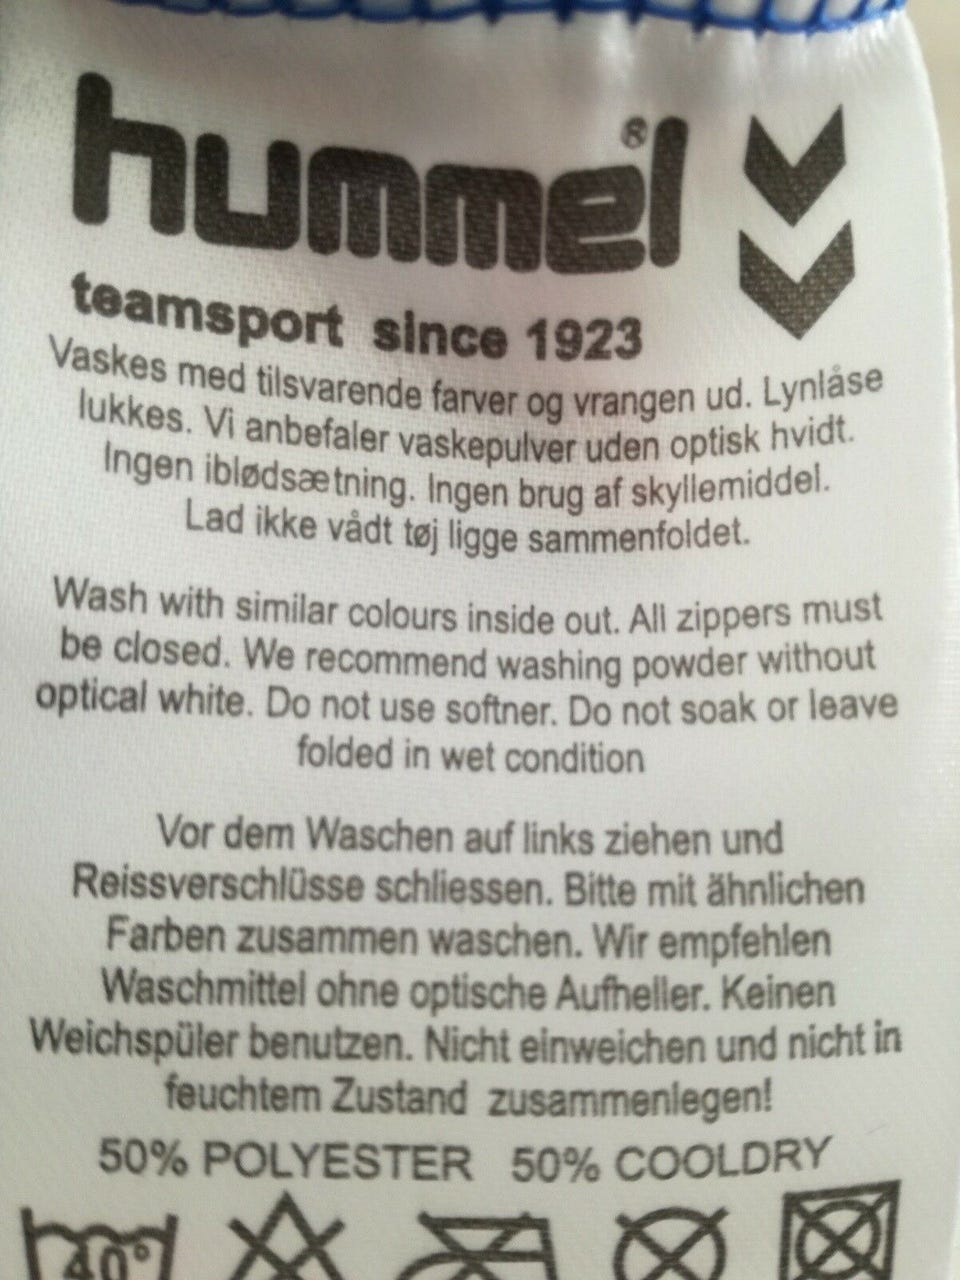 hummel®
teamsport since 1923
Vaskes med tilsvarende farver og vrangen ud. Lynlåse
lukkes. Vi anbefaler vaskepulver uden optisk hvidt.
Ingen iblødsætning. Ingen brug af skyllemiddel.
Lad ikke vådt tøj ligge sammenfoldet.
Wash with similar colours inside out. All zippers must
be closed. We recommend washing powder without
optical white. Do not use softner. Do not soak or leave
folded in wet condition
Vor dem Waschen auf links ziehen und
Reissverschlüsse schliessen. Bitte mit ähnlichen
Farben zusammen waschen. Wir empfehlen
Waschmittel ohne optische Aufheller. Keinen
Weichspüler benutzen. Nicht einweichen und nicht in
feuchtem Zustand zusammenlegen!
50% POLYESTER 50% COOLDRY
40°